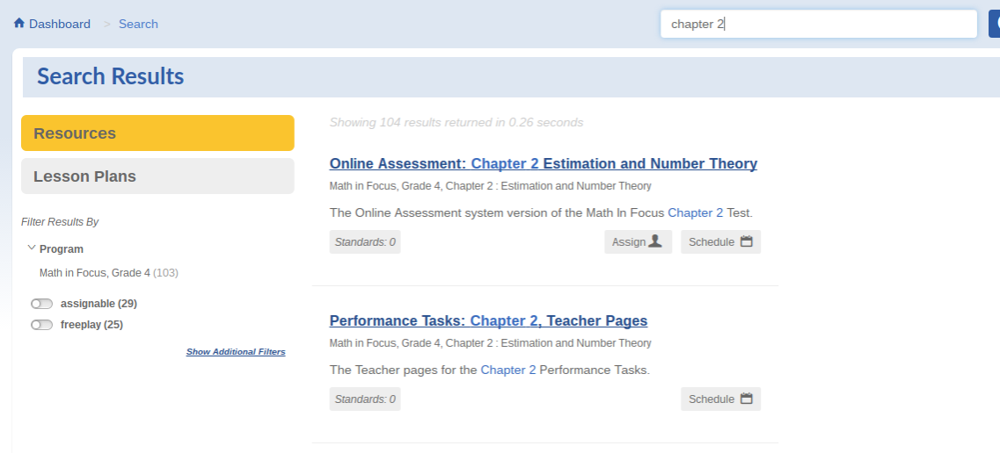 Dashboard > Search
chapter 2
Search Results
Resources
Lesson Plans
Filter Results By
Program
Math in Focus, Grade 4 (103)
assignable (29)
freeplay (25)
Show Additional Filters
Showing 104 results returned in 0.26 seconds
Online Assessment: Chapter 2 Estimation and Number Theory
Math in Focus, Grade 4, Chapter 2 : Estimation and Number Theory
The Online Assessment system version of the Math In Focus Chapter 2 Test.
Standards: 0
Assign
Schedule
Performance Tasks: Chapter 2, Teacher Pages
Math in Focus, Grade 4, Chapter 2 : Estimation and Number Theory
The Teacher pages for the Chapter 2 Performance Tasks.
Standards: 0
Schedule